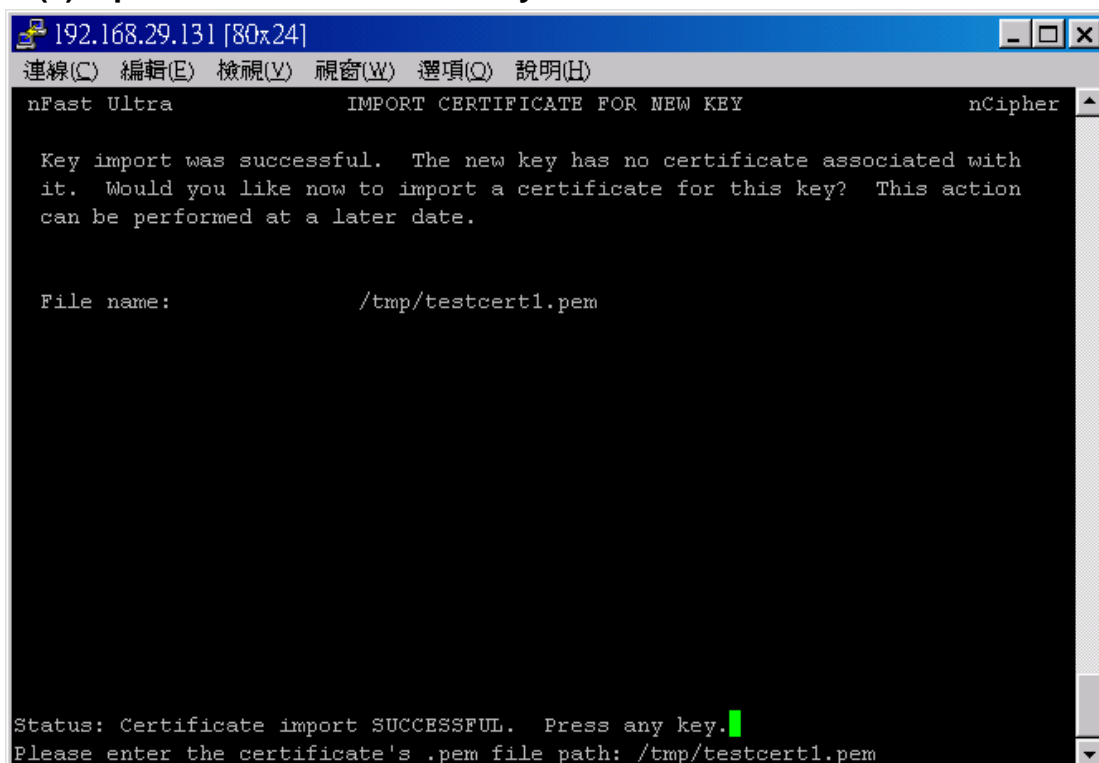 192.168.29.131 [80x24]
連線(C) 編輯(E) 檢視(V) 視窗(W) 選項(O) 說明(H)
nFast Ultra IMPORT CERTIFICATE FOR NEW KEY nCipher
Key import was successful. The new key has no certificate associated with
it. Would you like now to import a certificate for this key? This action
can be performed at a later date.
File name: /tmp/testcert1.pem
Status: Certificate import SUCCESSFUL. Press any key.
Please enter the certificate's .pem file path: /tmp/testcert1.pem